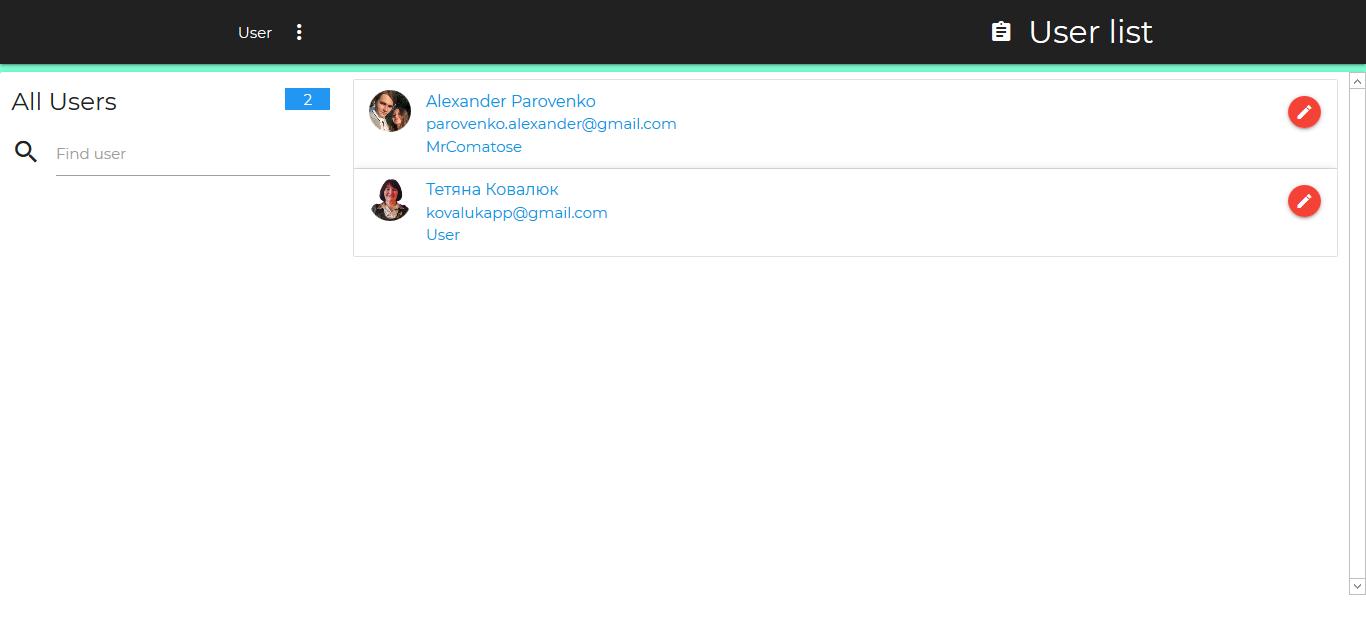 User
User list
All Users
2
Find user
Alexander Parovenko
parovenko.alexander@gmail.com
MrComatose
Тетяна Ковалюк
kovalukapp@gmail.com
User